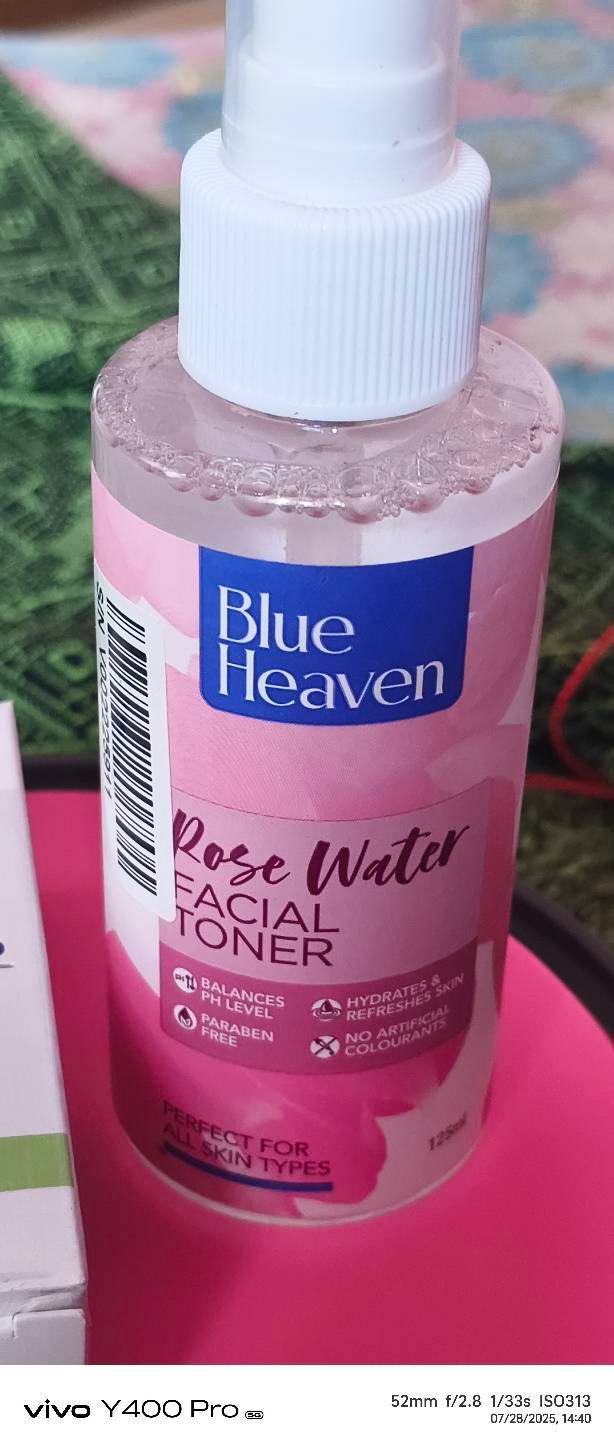 Blue
Heaven
Rose Water
FACIAL
TONER
BALANCES
PH LEVEL
HYDRATES &
REFRESHES SKIN
PARABEN
FREE
NO ARTIFICIAL
COLOURANTS
PERFECT FOR
ALL SKIN TYPES
125ml
vivo Y400 Pro 5G
52mm f/2.8 1/33s ISO313
07/28/2025, 14:40